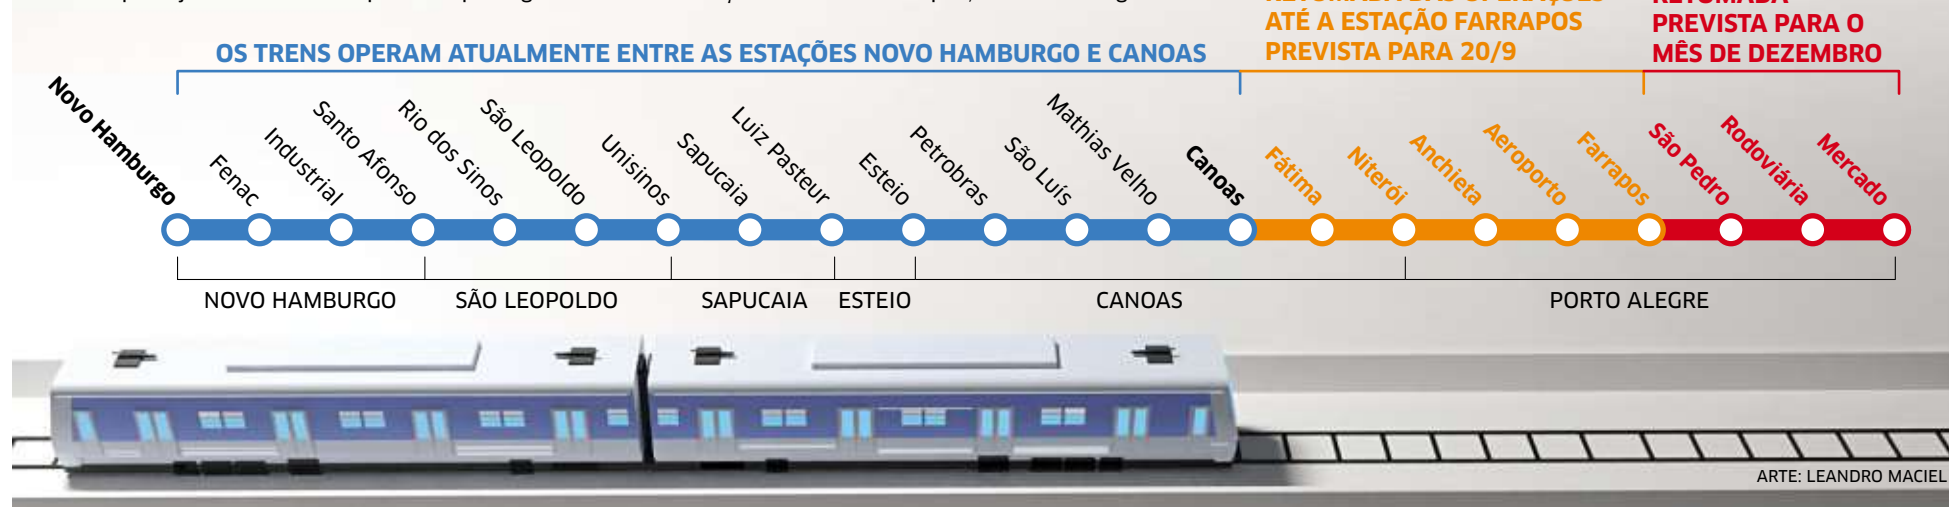 ATÉ A ESTAÇÃO FARRAPOS
PREVISTA PARA 20/9
RETOMADA
PREVISTA PARA O
MÊS DE DEZEMBRO
OS TRENS OPERAM ATUALMENTE ENTRE AS ESTAÇÕES NOVO HAMBURGO E CANOAS
Novo Hamburgo
Fenac
Industrial
Santo Afonso
Rio dos Sinos
São Leopoldo
Unisinos
Sapucaia
Luiz Pasteur
Esteio
Petrobras
São Luís
Mathias Velho
Canoas
Fátima
Niterói
Anchieta
Aeroporto
Farrapos
São Pedro
Rodoviária
Mercado
NOVO HAMBURGO
SÃO LEOPOLDO
SAPUCAIA
ESTEIO
CANOAS
PORTO ALEGRE
ARTE: LEANDRO MACIEL